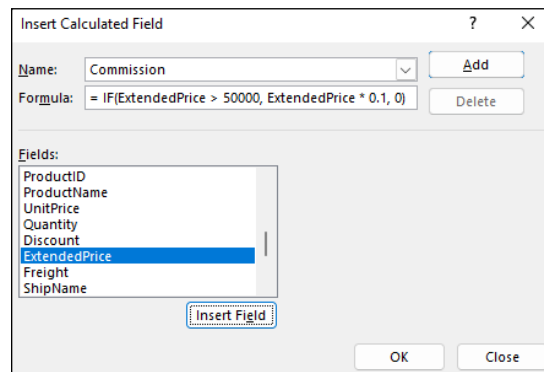 Insert Calculated Field ? ×
Name: Commission Add
Formula: = IF(ExtendedPrice > 50000, ExtendedPrice * 0.1, 0) Delete
Fields:
ProductID
ProductName
UnitPrice
Quantity
Discount
ExtendedPrice
Freight
ShipName
Insert Field
OK Close